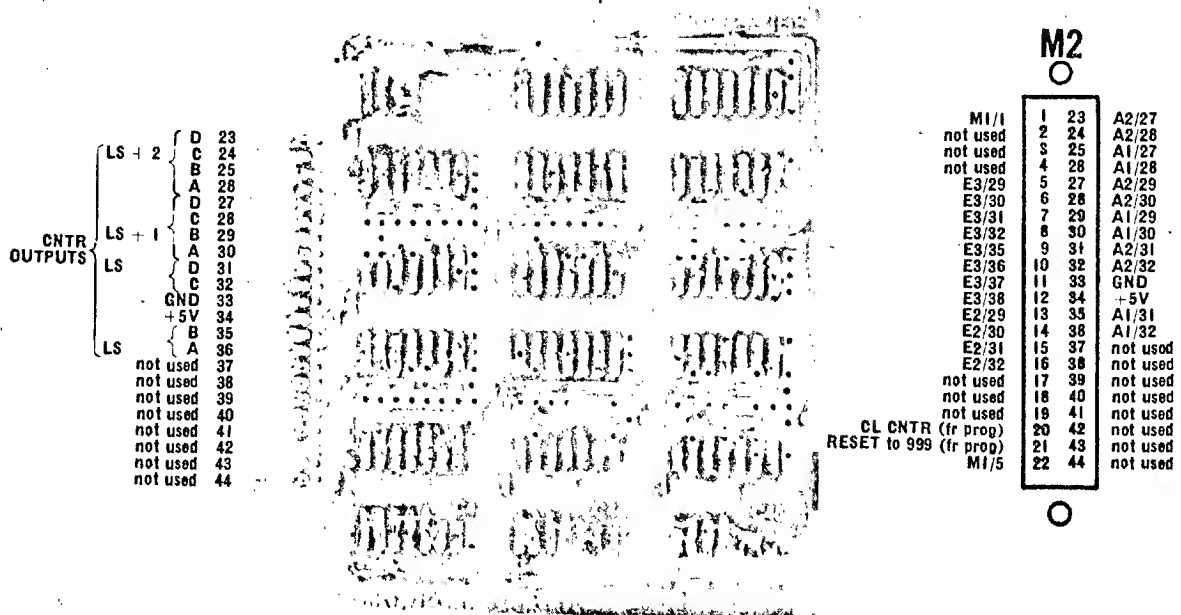 D 23
LS + 2 C 24
B 25
A 28
D 27
C 28
LS + 1 B 29
A 30
CNTR
OUTPUTS
LS D 31
C 32
GND 33
+5V 34
B 35
LS A 36
not used 37
not used 38
not used 39
not used 40
not used 41
not used 42
not used 43
not used 44
M2
M1/1 1 23 A2/27
not used 2 24 A2/28
not used 3 25 A1/27
not used 4 28 A1/28
E3/29 5 27 A2/29
E3/30 6 28 A2/30
E3/31 7 29 A1/29
E3/32 8 30 A1/30
E3/35 9 31 A2/31
E3/36 10 32 A2/32
E3/37 11 33 GND
E3/38 12 34 +5V
E2/29 13 35 A1/31
E2/30 14 38 A1/32
E2/31 15 37 not used
E2/32 16 38 not used
not used 17 39 not used
not used 18 40 not used
not used 19 41 not used
CL CNTR (fr prog) 20 42 not used
RESET to 999 (fr prog) 21 43 not used
M1/5 22 44 not used